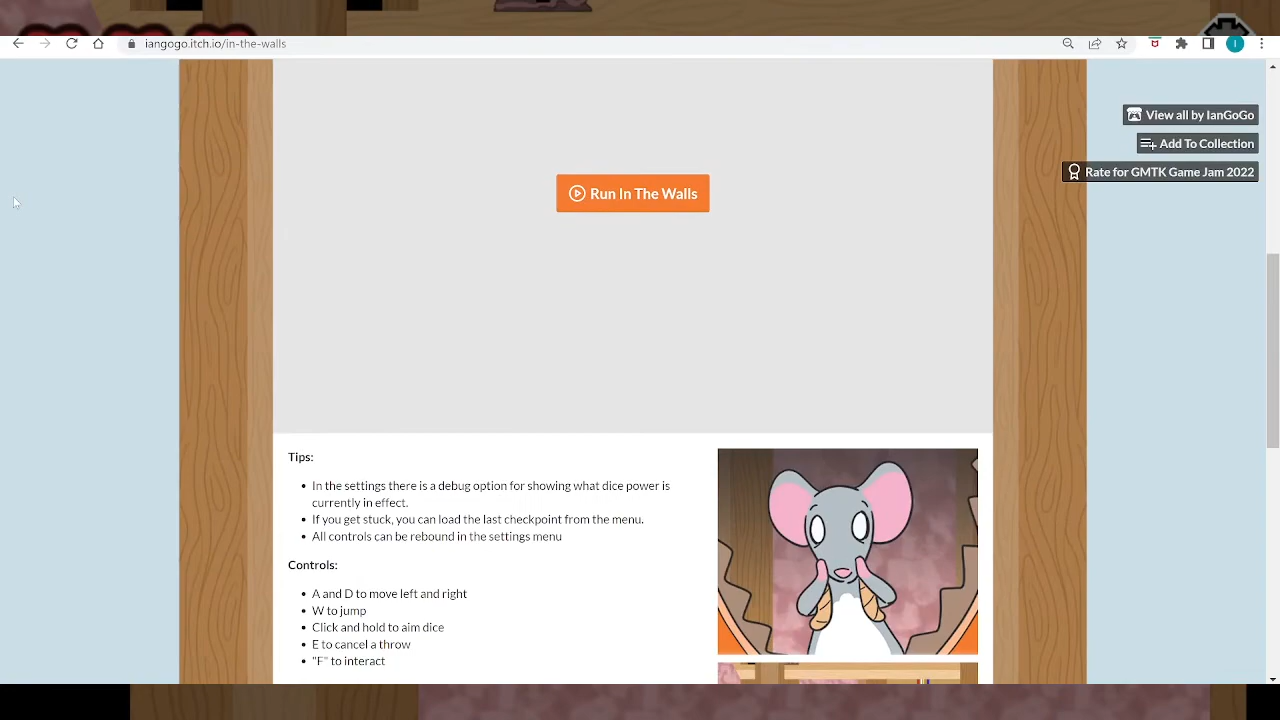 iangogo.itch.io/in-the-walls
I
View all by IanGoGo
Add To Collection
Rate for GMTK Game Jam 2022
Run In The Walls
Tips:
• In the settings there is a debug option for showing what dice power is
currently in effect.
• If you get stuck, you can load the last checkpoint from the menu.
• All controls can be rebound in the settings menu
Controls:
• A and D to move left and right
• W to jump
• Click and hold to aim dice
• E to cancel a throw
• "F" to interact